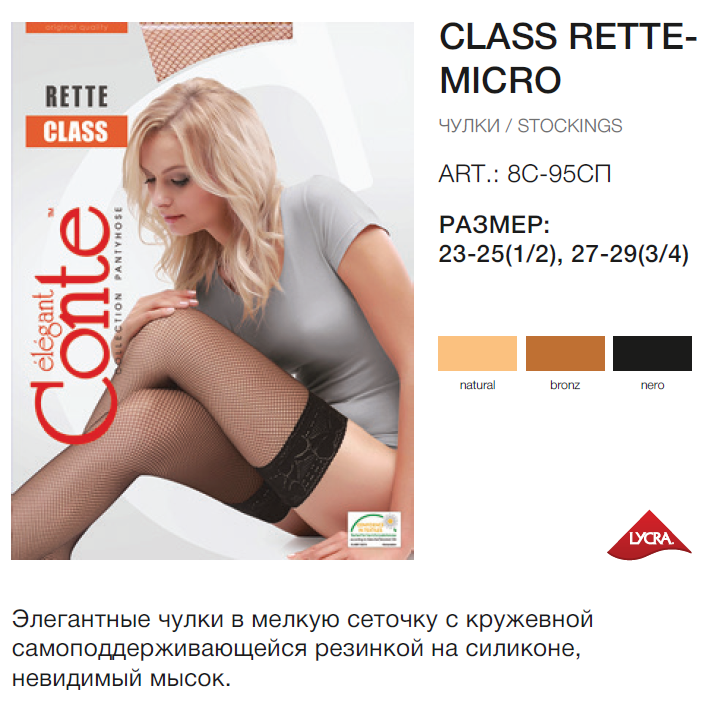 original quality
RETTE
CLASS
Conte™
élégant
COLLECTION PANTYHOSE
CLASS RETTE-
MICRO
ЧУЛКИ / STOCKINGS
ART.: 8С-95СП
РАЗМЕР:
23-25(1/2), 27-29(3/4)
natural
bronz
nero
LYCRA.
Элегантные чулки в мелкую сеточку с кружевной
самоподдерживающейся резинкой на силиконе,
невидимый мысок.